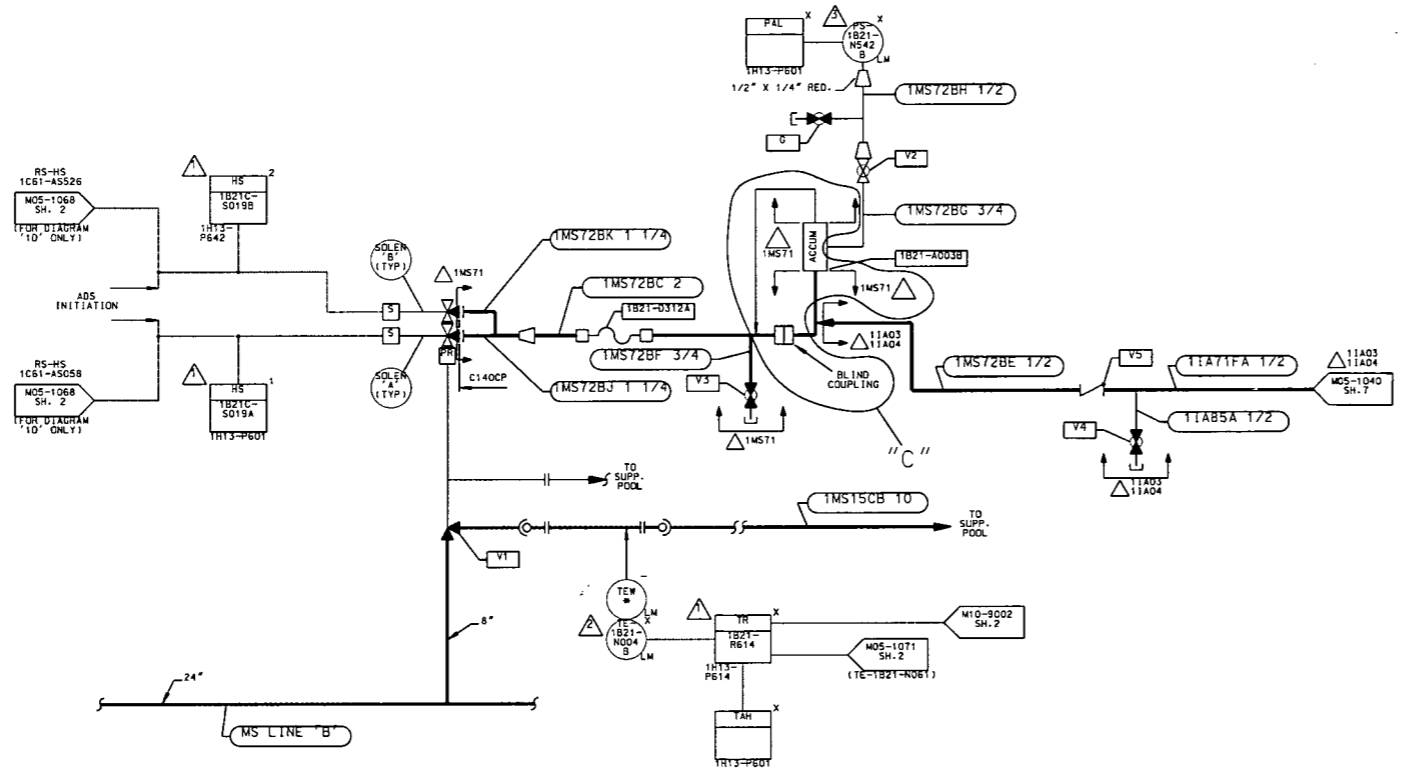 PAL
X
1H13-P601
3
PS-
1B21-
N542
B
X
LM
1/2" X 1/4" RED.
1MS72BH 1/2
G
V2
1MS72BG 3/4
RS-HS
1C61-AS526
M05-1068
SH. 2
(FOR DIAGRAM
'1D' ONLY)
1
HS
2
1B21C-
S019B
1H13-
P642
ADS
INITIATION
SOLEN
'B'
(TYP)
1MS71
1MS72BK 1 1/4
1MS72BC 2
1B21-D312A
ACCUM
1B21-A003B
1MS71
S
S
PR
RS-HS
1C61-AS058
M05-1068
SH. 2
(FOR DIAGRAM
'1D' ONLY)
1
HS
1
1B21C-
S019A
1H13-P601
SOLEN
'A'
(TYP)
C140CP
1MS72BJ 1 1/4
1MS72BF 3/4
V3
1MS71
BLIND
COUPLING
1IA03
1IA04
"C"
1MS72BE 1/2
V5
1IA71FA 1/2
1IA03
1IA04
M05-1040
SH.7
1IA85A 1/2
V4
1IA03
1IA04
TO
SUPP.
POOL
1MS15CB 10
TO
SUPP.
POOL
V1
TEW
*
LM
2
TE-
1B21-
N004
B
X
LM
1
TR
X
1B21-
R614
1H13-
P614
M10-9002
SH.2
M05-1071
SH.2
(TE-1B21-N061)
TAH
X
1H13-P601
8"
24"
MS LINE 'B'